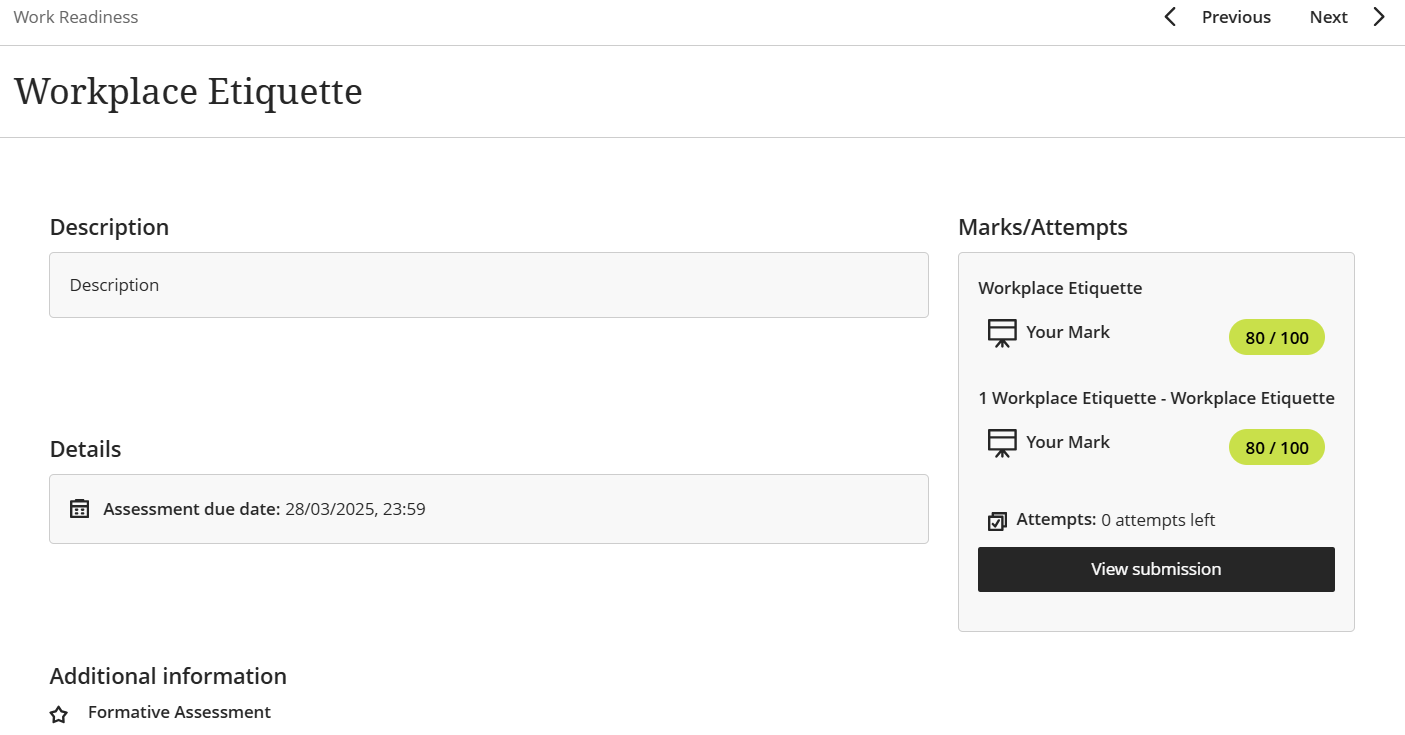 Work Readiness
Previous
Next
Workplace Etiquette
Description
Description
Details
Assessment due date: 28/03/2025, 23:59
Additional information
Formative Assessment
Marks/Attempts
Workplace Etiquette
Your Mark
80 / 100
1 Workplace Etiquette - Workplace Etiquette
Your Mark
80 / 100
Attempts: 0 attempts left
View submission